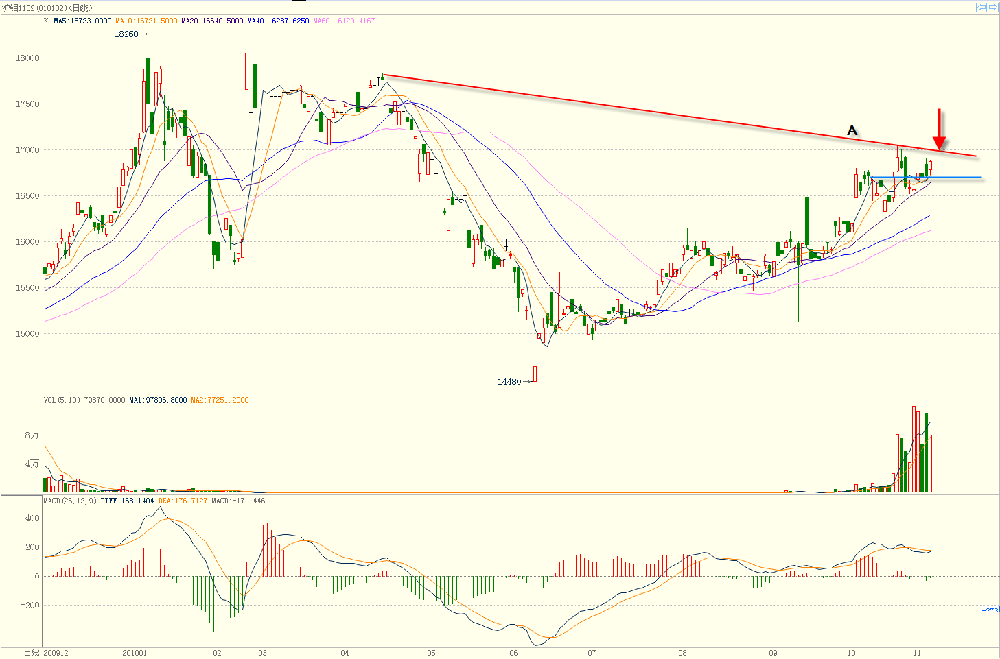 沪铝1102(010102)<日线>
K MA5:16723.0000 MA10:16721.5000 MA20:16640.5000 MA40:16287.6250 MA60:16120.4167
18260
18000
17500
A
17000
16500
16000
15500
15000
14480
VOL(5,10) 79870.0000 MA1:97806.8000 MA2:77251.2000
8万
4万
MACD(26,12,9) DIFF:168.1404 DEA:176.7127 MACD:-17.1446
400
200
0
-200
-273
日线 200912 201001 02 03 04 05 06 07 08 09 10 11